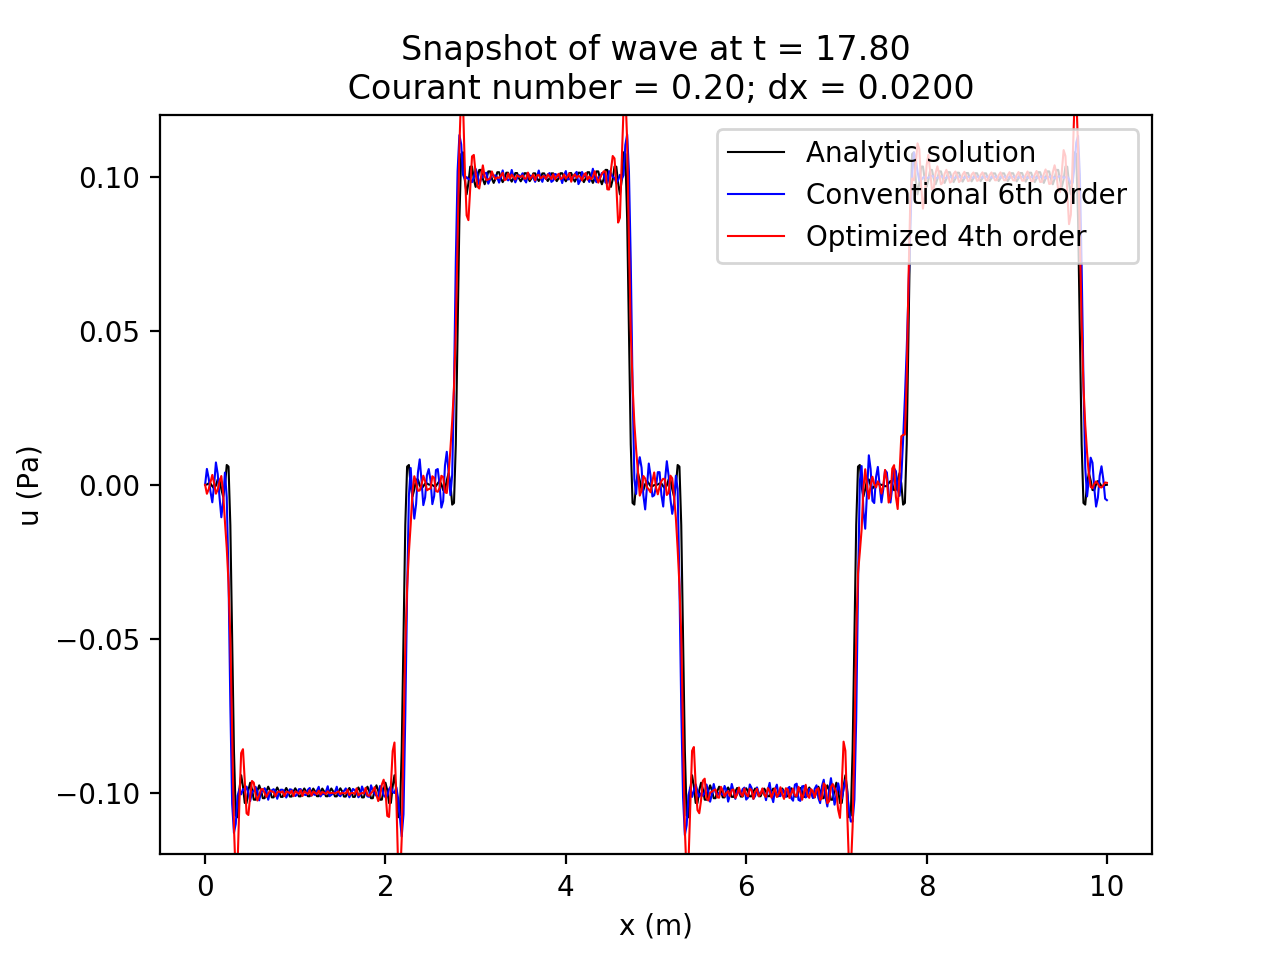 Snapshot of wave at t = 17.80
Courant number = 0.20; dx = 0.0200
Analytic solution
Conventional 6th order
Optimized 4th order
0.10
0.05
0.00
−0.05
−0.10
u (Pa)
0 2 4 6 8 10
x (m)